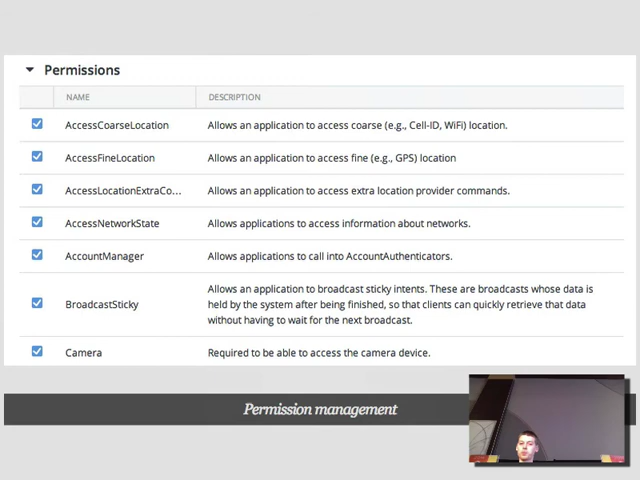 Permissions
NAME DESCRIPTION
AccessCoarseLocation Allows an application to access coarse (e.g., Cell-ID, WiFi) location.
AccessFineLocation Allows an application to access fine (e.g., GPS) location
AccessLocationExtraCo... Allows an application to access extra location provider commands.
AccessNetworkState Allows applications to access information about networks.
AccountManager Allows applications to call into AccountAuthenticators.
Allows an application to broadcast sticky intents. These are broadcasts whose data is
BroadcastSticky held by the system after being finished, so that clients can quickly retrieve that data
without having to wait for the next broadcast.
Camera Required to be able to access the camera device.
Permission management